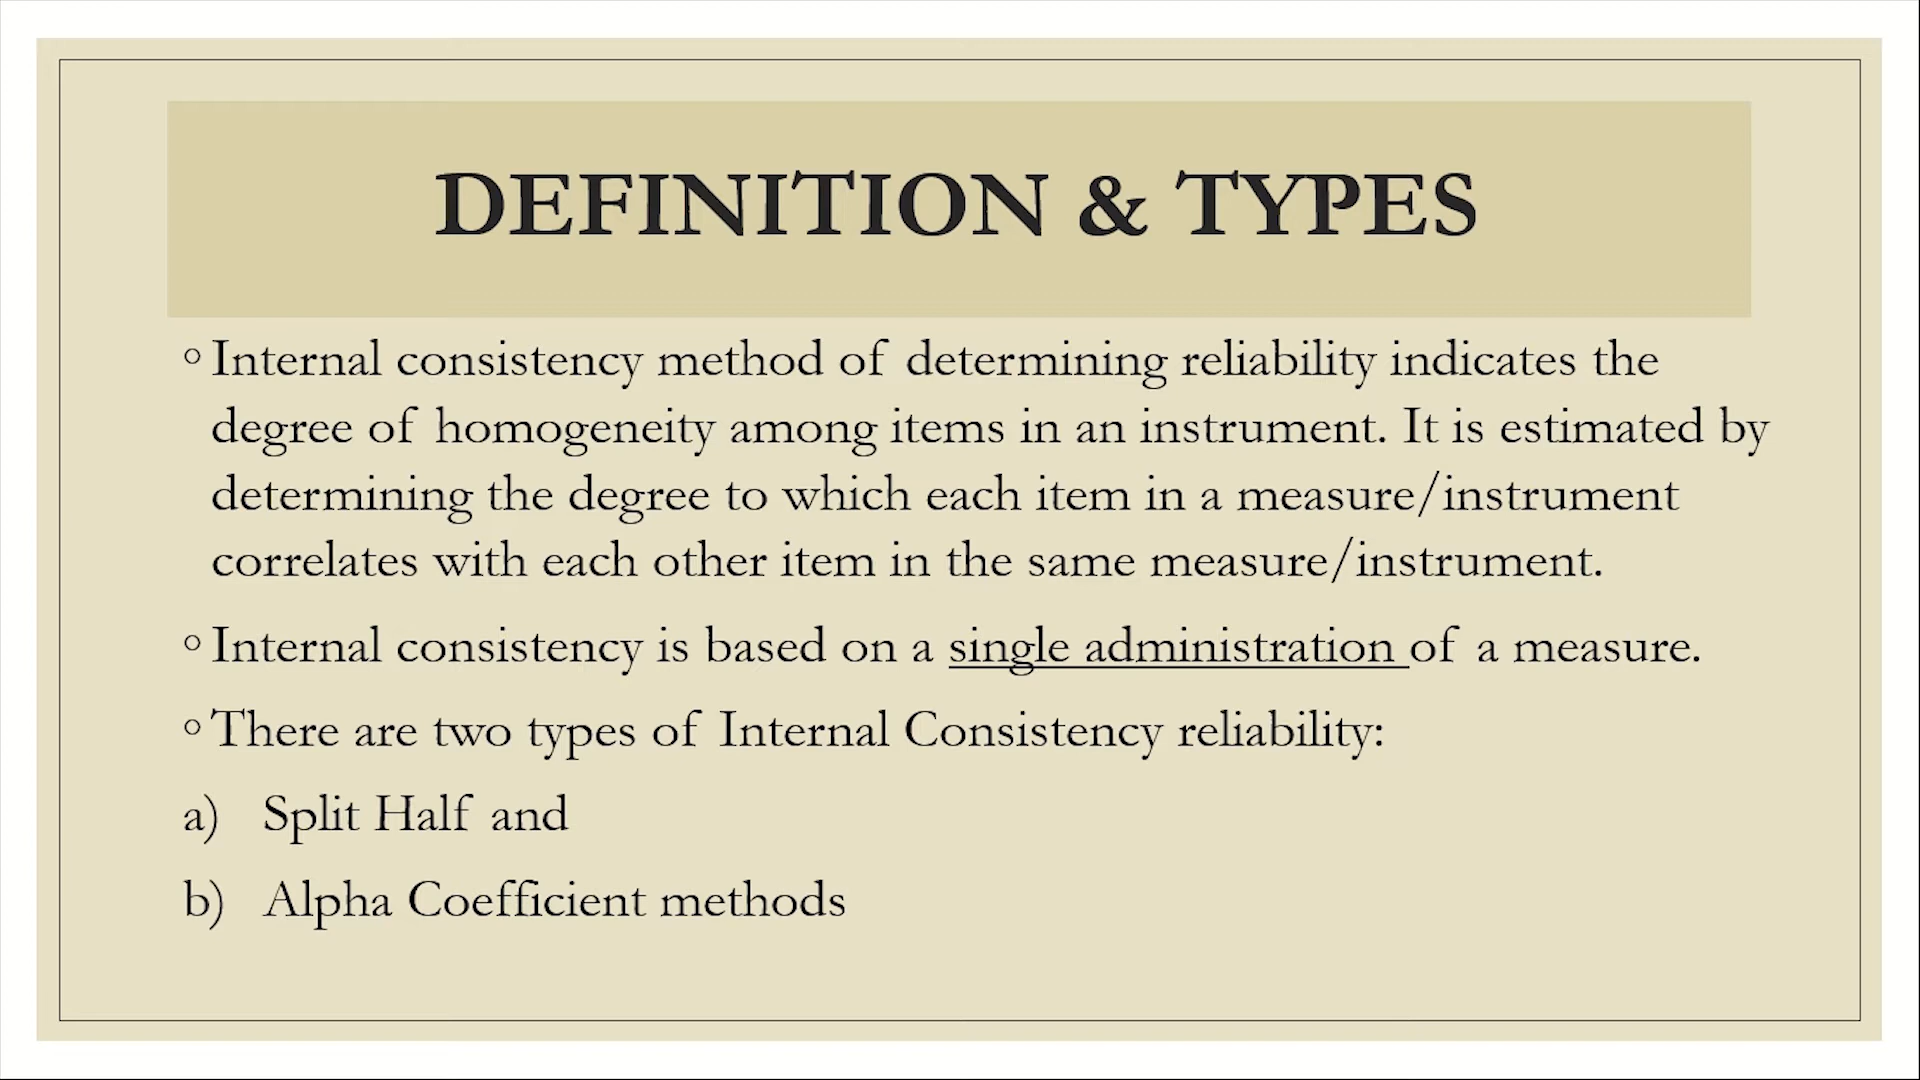 DEFINITION & TYPES
◦ Internal consistency method of determining reliability indicates the
degree of homogeneity among items in an instrument. It is estimated by
determining the degree to which each item in a measure/instrument
correlates with each other item in the same measure/instrument.
◦ Internal consistency is based on a single administration of a measure.
◦ There are two types of Internal Consistency reliability:
a) Split Half and
b) Alpha Coefficient methods